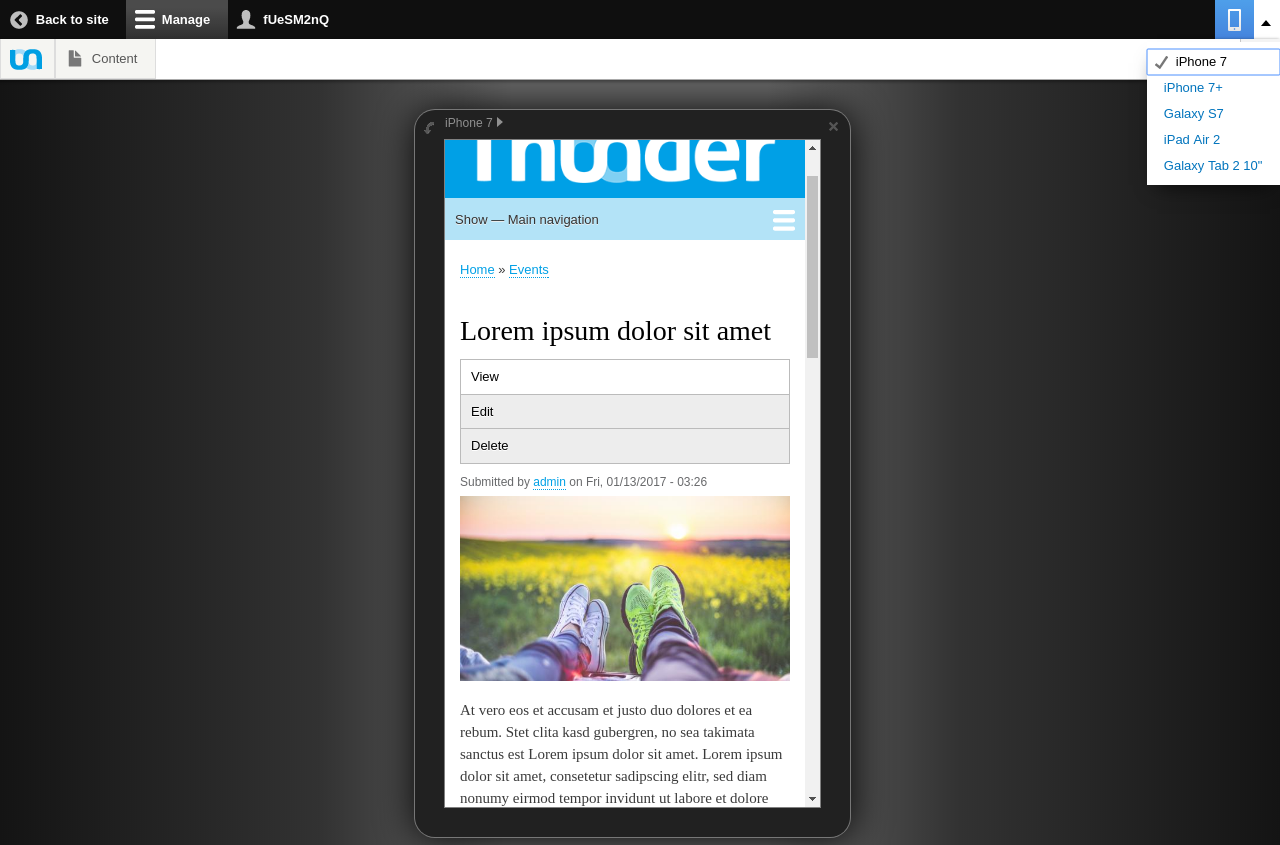 Back to site
Manage
fUeSM2nQ
Content
iPhone 7
iPhone 7+
Galaxy S7
iPad Air 2
Galaxy Tab 2 10"
iPhone 7
Thunder
Show — Main navigation
Home » Events
Lorem ipsum dolor sit amet
View
Edit
Delete
Submitted by admin on Fri, 01/13/2017 - 03:26
At vero eos et accusam et justo duo dolores et ea
rebum. Stet clita kasd gubergren, no sea takimata
sanctus est Lorem ipsum dolor sit amet. Lorem ipsum
dolor sit amet, consetetur sadipscing elitr, sed diam
nonumy eirmod tempor invidunt ut labore et dolore